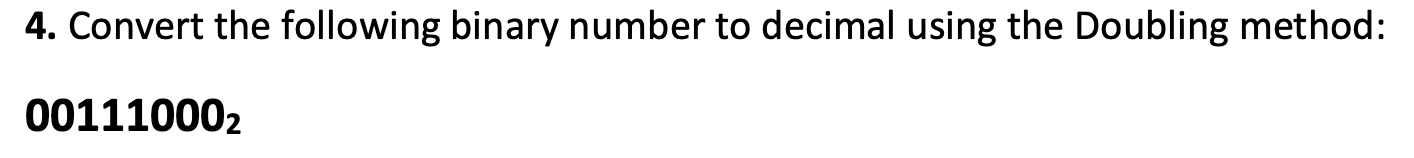 4. Convert the following binary number to decimal using the Doubling method:
00111000₂